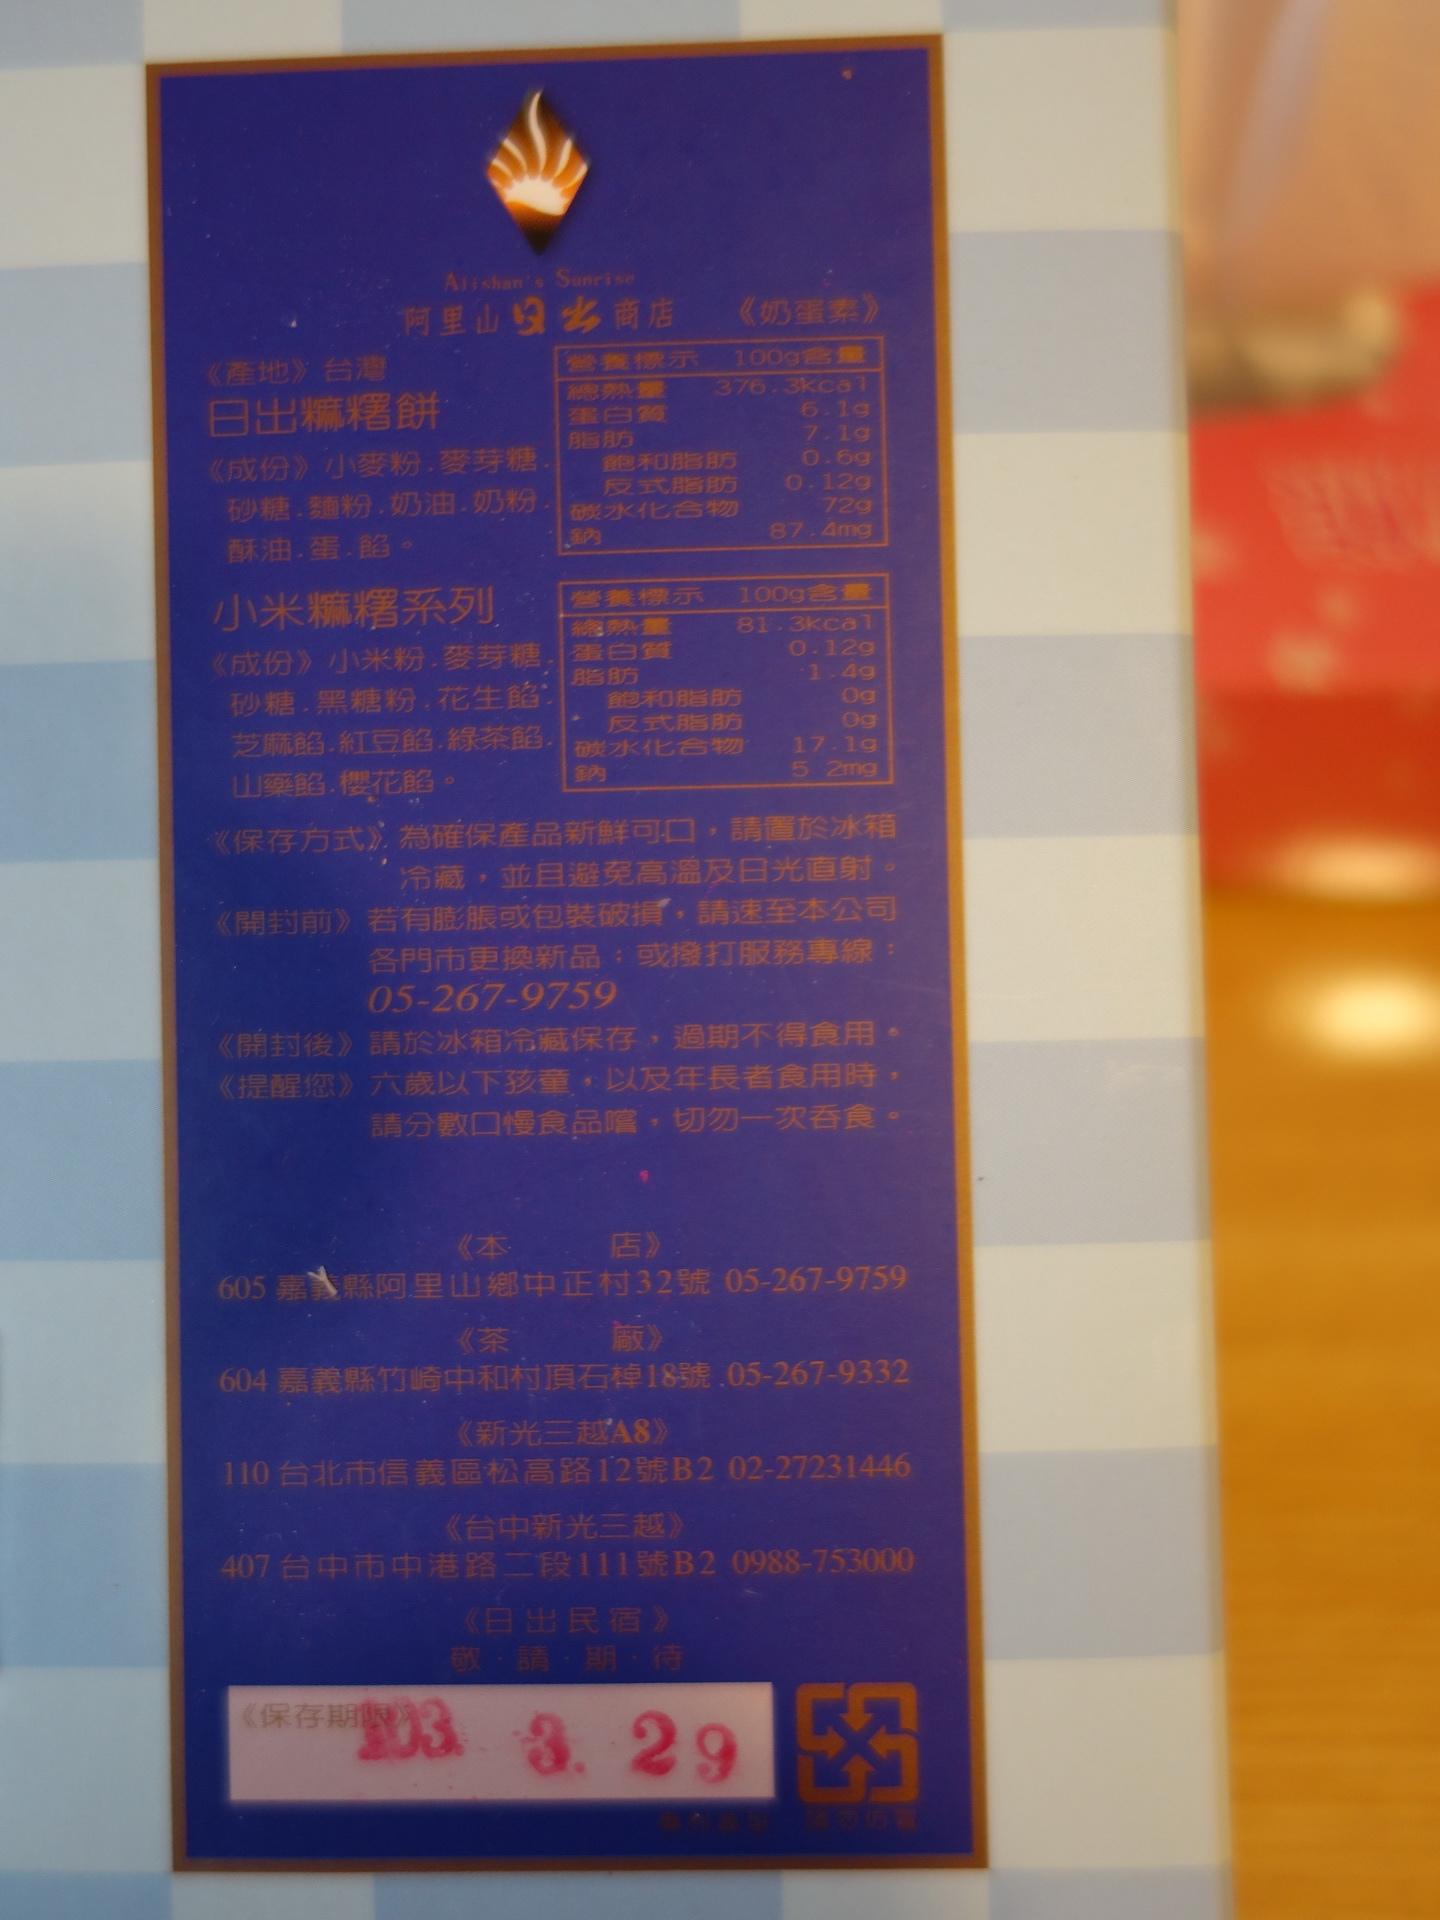 Alishan's Sunrise
阿里山日出商店 《奶蛋素》
《產地》台灣
日出糰糬餅
《成份》小麥粉.麥芽糖.
砂糖.麵粉.奶油.奶粉.
酥油.蛋.餡。
營養標示 100g含量
總熱量 376.3kcal
蛋白質 6.1g
脂肪 7.1g
飽和脂肪 0.6g
反式脂肪 0.12g
碳水化合物 72g
鈉 87.4mg
小米糰糬系列
《成份》小米粉.麥芽糖.
砂糖.黑糖粉.花生餡.
芝麻餡.紅豆餡.綠茶餡.
山藥餡.櫻花餡。
營養標示 100g含量
總熱量 81.3kcal
蛋白質 0.12g
脂肪 1.4g
飽和脂肪 0g
反式脂肪 0g
碳水化合物 17.1g
鈉 5 2mg
《保存方式》為確保產品新鮮可口,請置於冰箱
冷藏,並且避免高溫及日光直射。
《開封前》若有膨脹或包裝破損,請速至本公司
各門市更換新品;或撥打服務專線:
05-267-9759
《開封後》請於冰箱冷藏保存,過期不得食用。
《提醒您》六歲以下孩童,以及年長者食用時,
請分數口慢食品嚐,切勿一次吞食。
《本 店》
605 嘉義縣阿里山鄉中正村32號 05-267-9759
《茶 廠》
604 嘉義縣竹崎中和村頂石棹18號 05-267-9332
《新光三越A8》
110 台北市信義區松高路12號B2 02-27231446
《台中新光三越》
407 台中市中港路二段111號B2 0988-753000
《日出民宿》
敬.請.期.待
《保存期限》 103. 3. 29